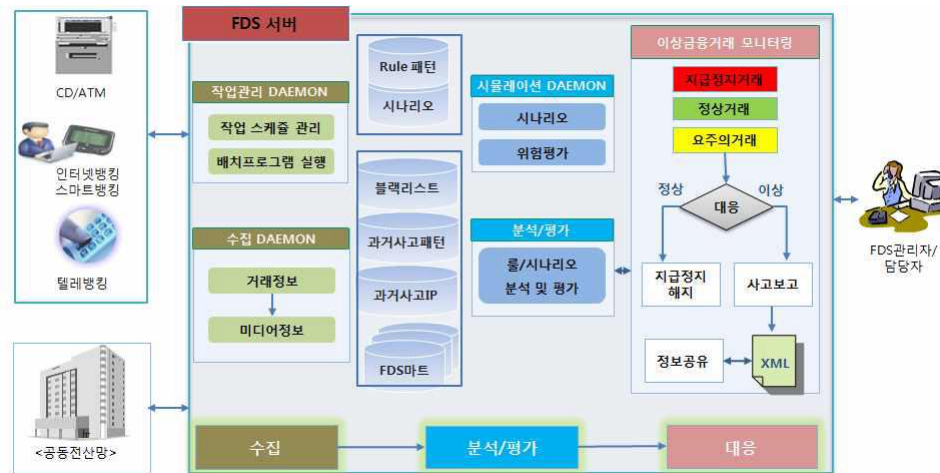 FDS 서버
CD/ATM
인터넷뱅킹
스마트뱅킹
텔레뱅킹
<공동전산망>
작업관리 DAEMON
작업 스케쥴 관리
배치프로그램 실행
수집 DAEMON
거래정보
미디어정보
Rule 패턴
시나리오
블랙리스트
과거사고패턴
과거사고IP
FDS마트
시뮬레이션 DAEMON
시나리오
위험평가
분석/평가
룰/시나리오
분석 및 평가
이상금융거래 모니터링
지급정지거래
정상거래
요주의거래
정상
대응
이상
지급정지
해지
사고보고
정보공유
XML
FDS관리자/
담당자
수집
분석/평가
대응